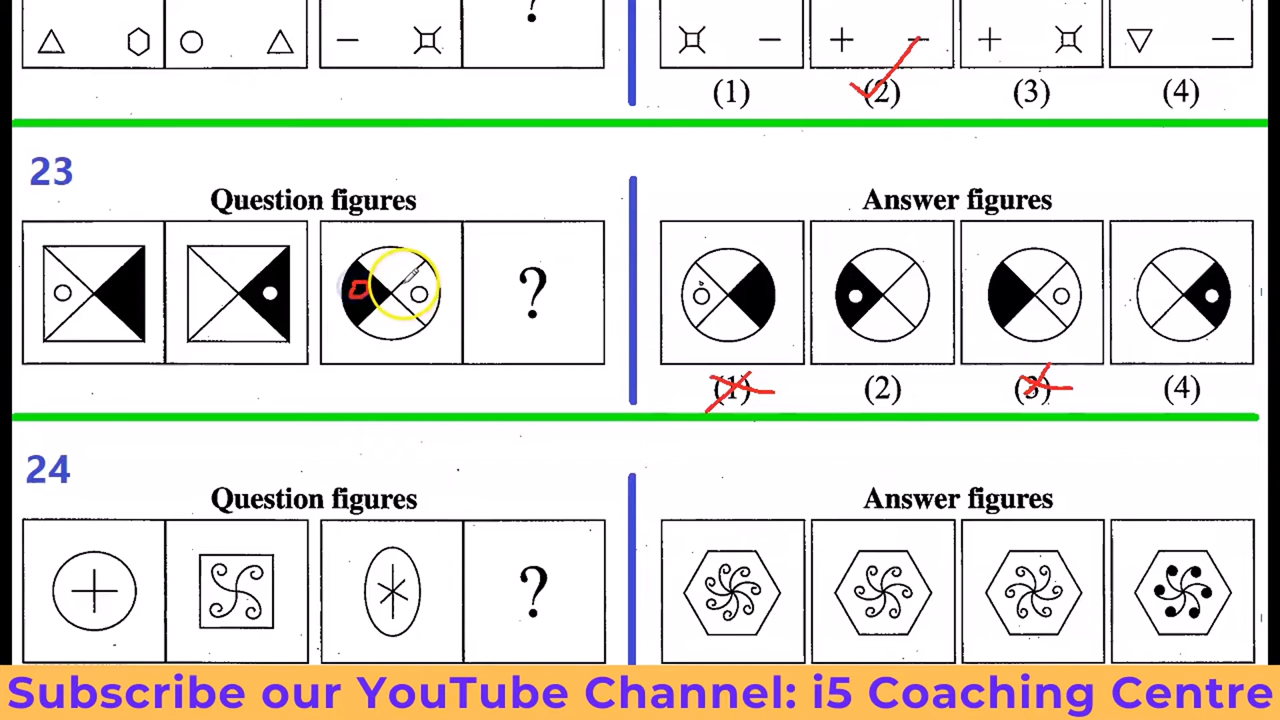 ?
(1) (2) (3) (4)
23
Question figures Answer figures
?
(1) (2) (3) (4)
24
Question figures Answer figures
?
Subscribe our YouTube Channel: i5 Coaching Centre